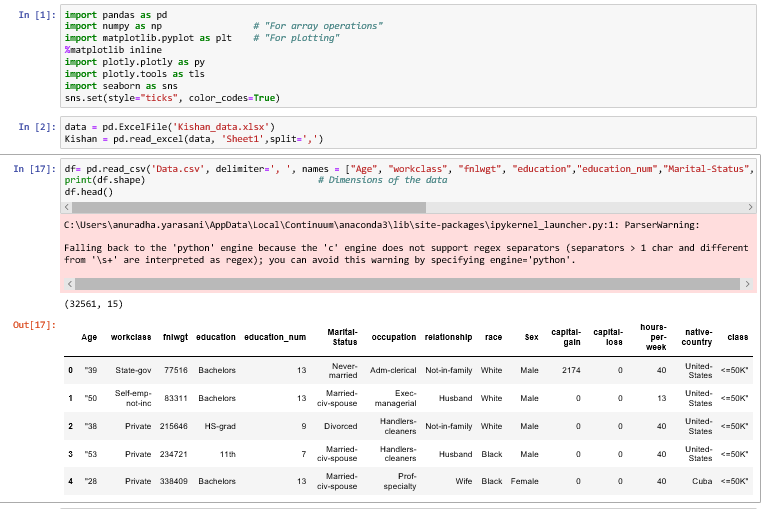 In [1]: import pandas as pd
import numpy as np # "For array operations"
import matplotlib.pyplot as plt # "For plotting"
%matplotlib inline
import plotly.plotly as py
import plotly.tools as tls
import seaborn as sns
sns.set(style="ticks", color_codes=True)
In [2]: data = pd.ExcelFile('Kishan_data.xlsx')
Kishan = pd.read_excel(data, 'Sheet1',split=',')
In [17]: df= pd.read_csv('Data.csv', delimiter=', ', names = ["Age", "workclass", "fnlwgt", "education","education_num","Marital-Status",
print(df.shape) # Dimensions of the data
df.head()
C:\Users\anuradha.yarasani\AppData\Local\Continuum\anaconda3\lib\site-packages\ipykernel_launcher.py:1: ParserWarning:
Falling back to the 'python' engine because the 'c' engine does not support regex separators (separators > 1 char and different
from '\s+' are interpreted as regex); you can avoid this warning by specifying engine='python'.
(32561, 15)
Out[17]:
Age workclass fnlwgt education education_num Marital-Status occupation relationship race Sex capital-gain capital-loss hours-per-week native-country class
0 "39 State-gov 77516 Bachelors 13 Never-married Adm-clerical Not-in-family White Male 2174 0 40 United-States <=50K"
1 "50 Self-emp-not-inc 83311 Bachelors 13 Married-civ-spouse Exec-managerial Husband White Male 0 0 13 United-States <=50K"
2 "38 Private 215646 HS-grad 9 Divorced Handlers-cleaners Not-in-family White Male 0 0 40 United-States <=50K"
3 "53 Private 234721 11th 7 Married-civ-spouse Handlers-cleaners Husband Black Male 0 0 40 United-States <=50K"
4 "28 Private 338409 Bachelors 13 Married-civ-spouse Prof-specialty Wife Black Female 0 0 40 Cuba <=50K"